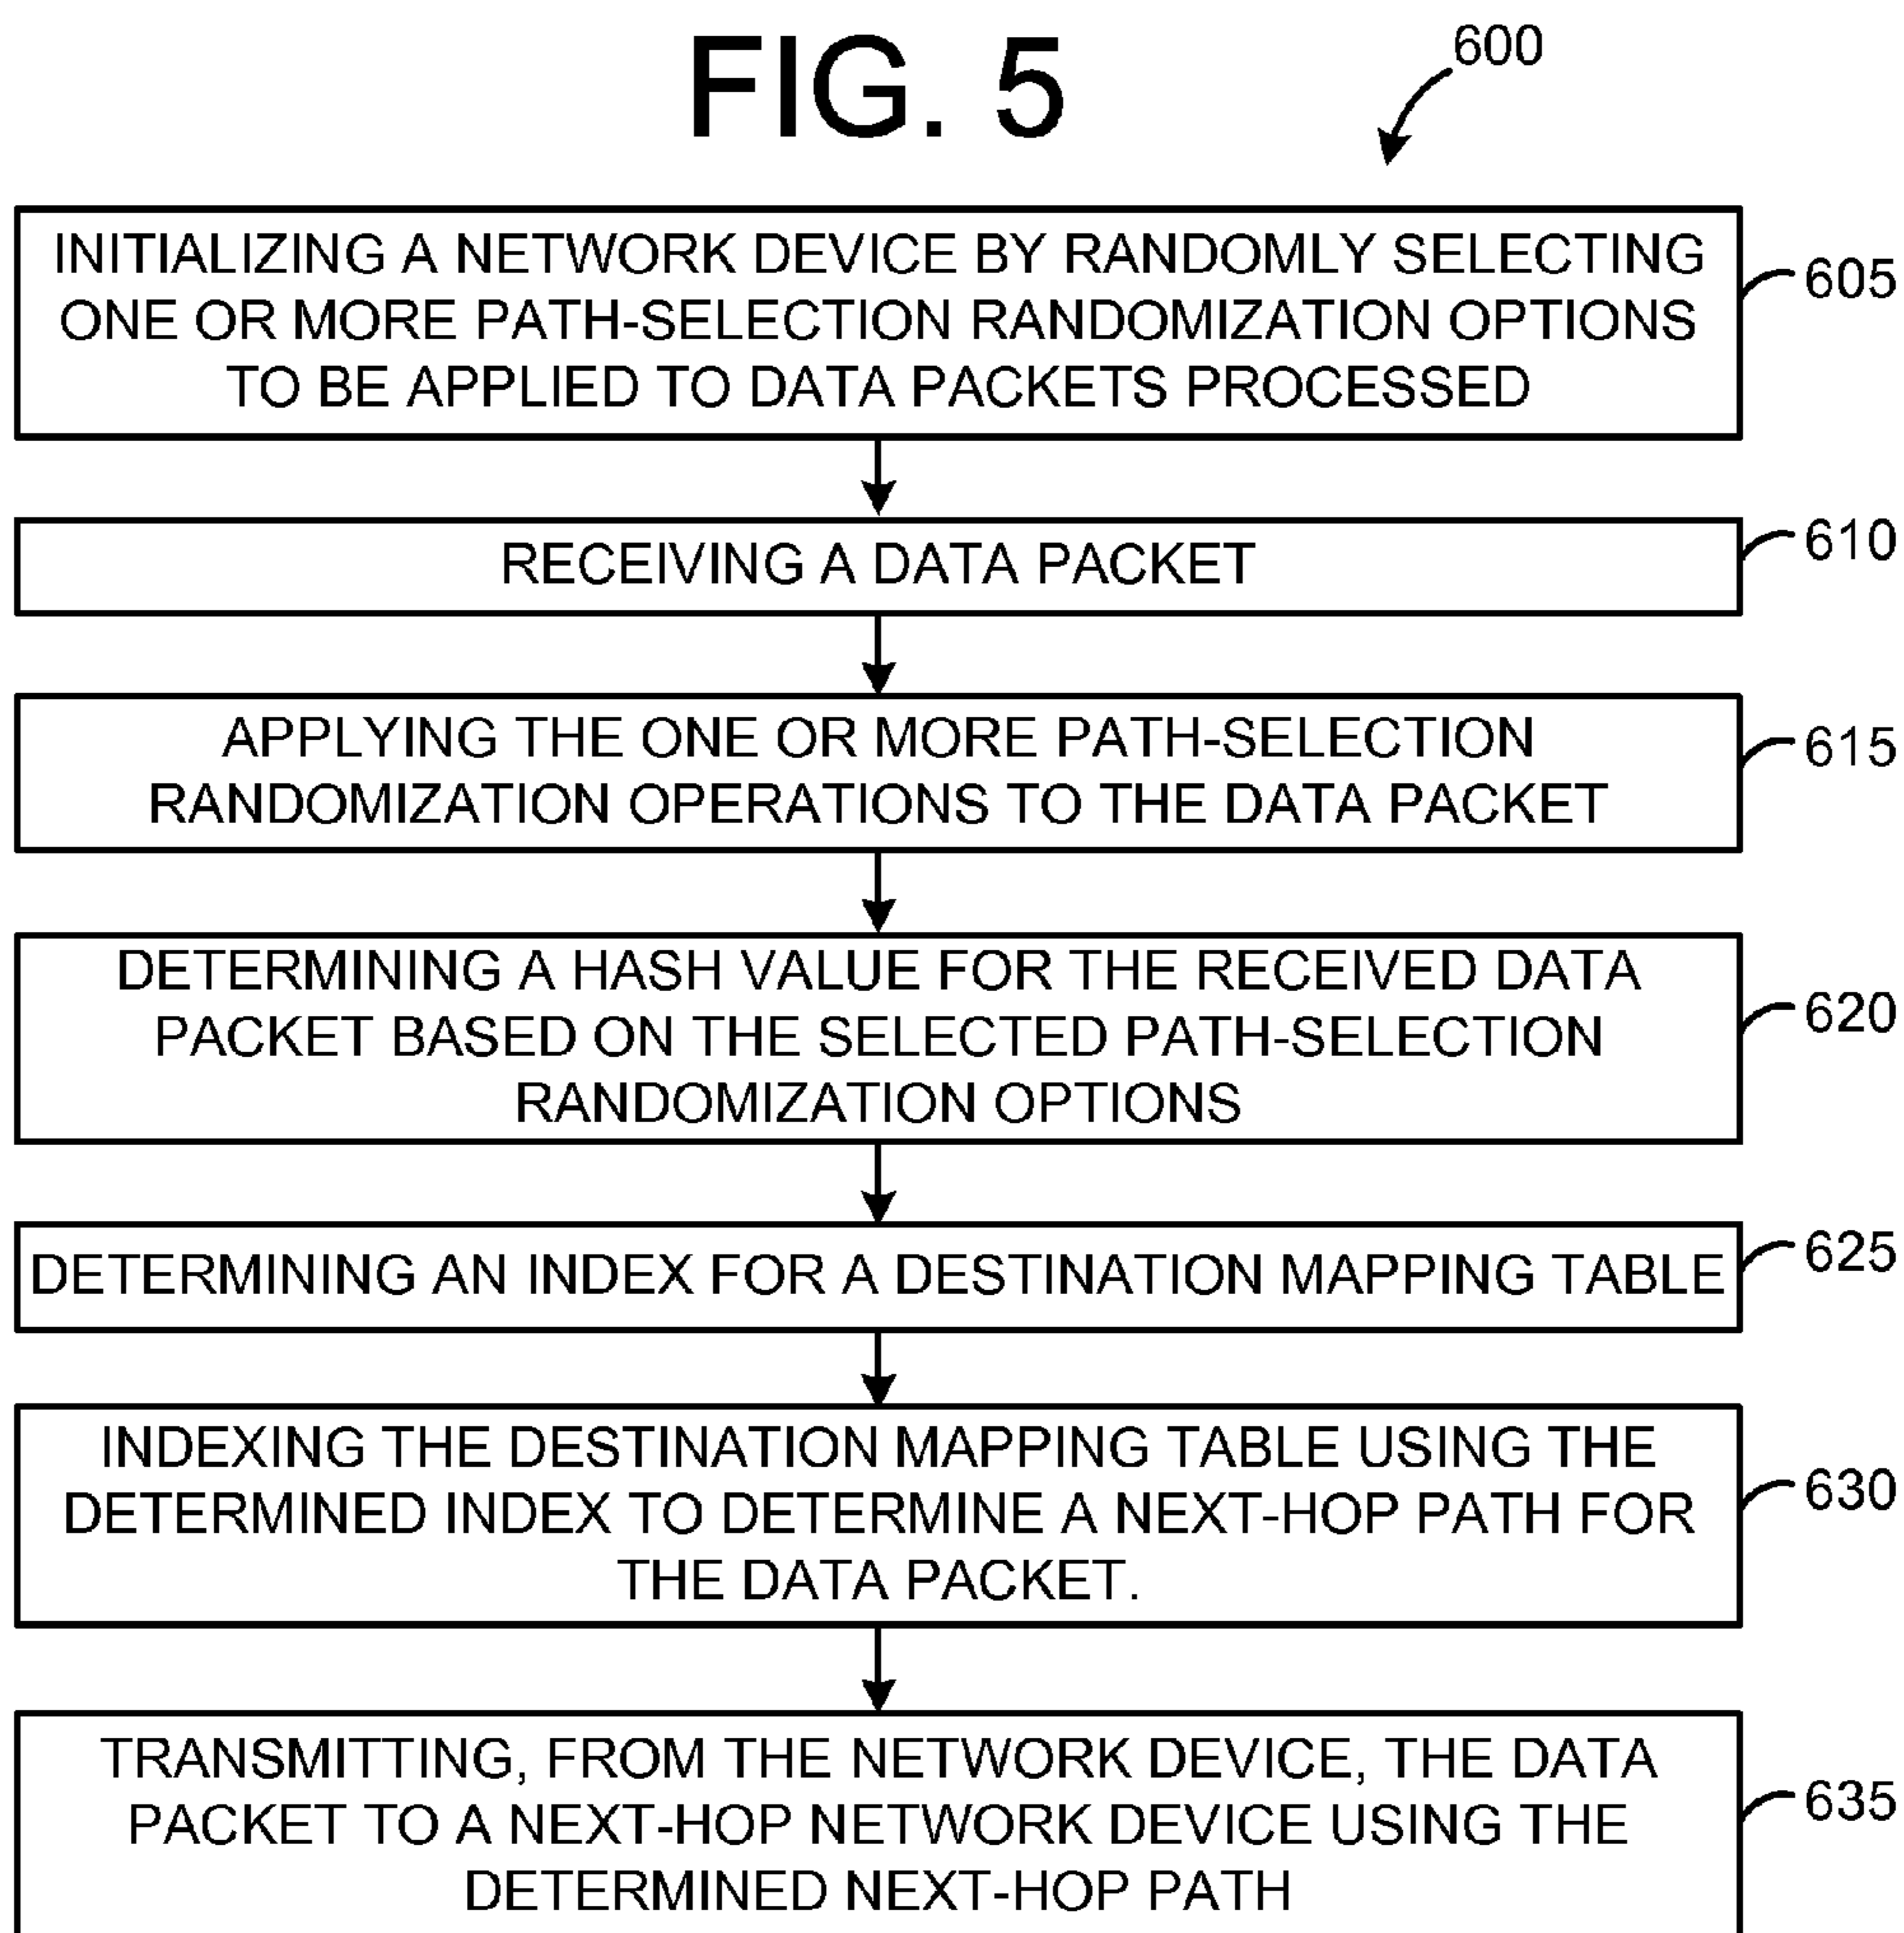 FIG. 5
600
INITIALIZING A NETWORK DEVICE BY RANDOMLY SELECTING
ONE OR MORE PATH-SELECTION RANDOMIZATION OPTIONS
TO BE APPLIED TO DATA PACKETS PROCESSED
605
RECEIVING A DATA PACKET
610
APPLYING THE ONE OR MORE PATH-SELECTION
RANDOMIZATION OPERATIONS TO THE DATA PACKET
615
DETERMINING A HASH VALUE FOR THE RECEIVED DATA
PACKET BASED ON THE SELECTED PATH-SELECTION
RANDOMIZATION OPTIONS
620
DETERMINING AN INDEX FOR A DESTINATION MAPPING TABLE
625
INDEXING THE DESTINATION MAPPING TABLE USING THE
DETERMINED INDEX TO DETERMINE A NEXT-HOP PATH FOR
THE DATA PACKET.
630
TRANSMITTING, FROM THE NETWORK DEVICE, THE DATA
PACKET TO A NEXT-HOP NETWORK DEVICE USING THE
DETERMINED NEXT-HOP PATH
635